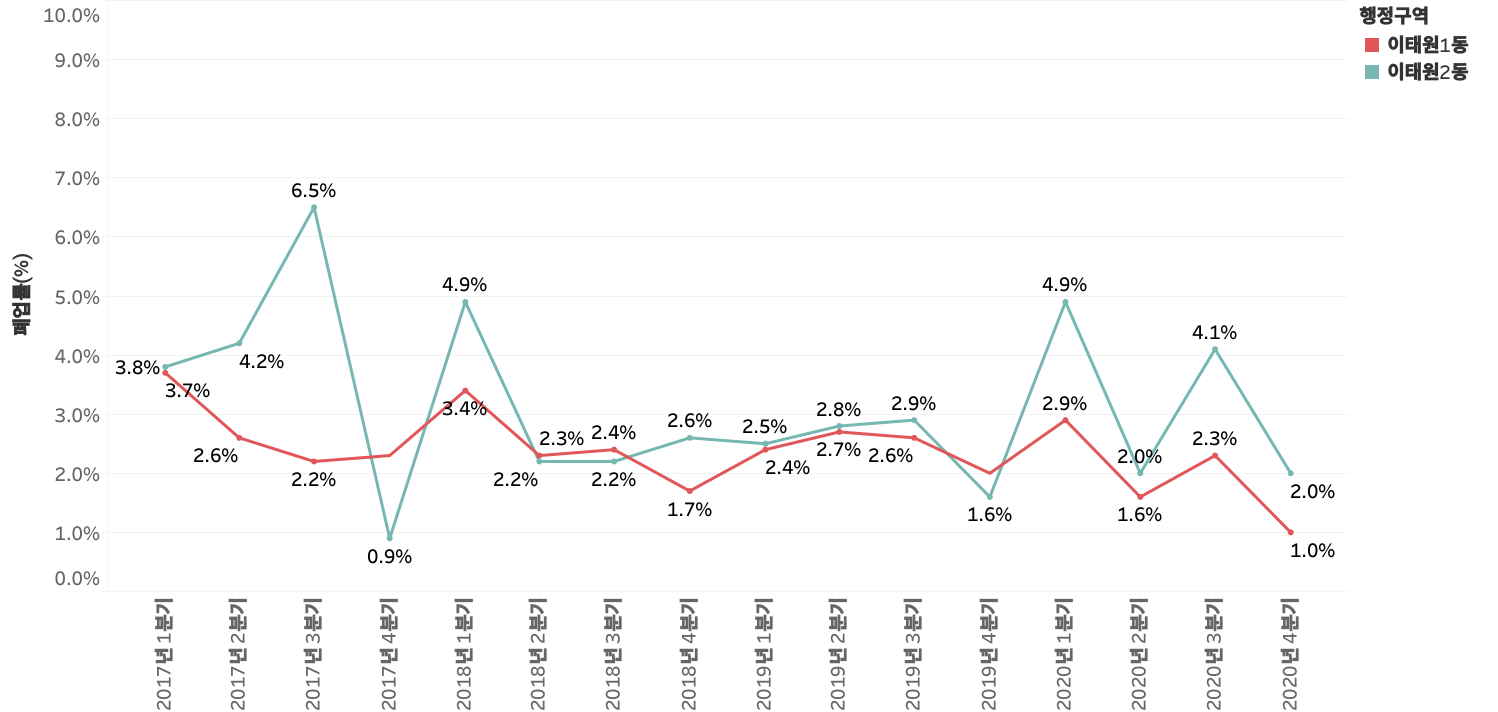 10.0%
9.0%
8.0%
7.0%
6.0%
5.0%
4.0%
3.0%
2.0%
1.0%
0.0%
폐업률(%)
행정구역
이태원1동
이태원2동
6.5%
4.9%
4.9%
4.1%
3.8%
4.2%
3.7%
3.4%
2.6%
2.2%
0.9%
2.3%
2.4%
2.2%
2.2%
2.6%
1.7%
2.5%
2.4%
2.8%
2.7%
2.9%
2.6%
1.6%
2.9%
2.0%
1.6%
2.3%
2.0%
1.0%
2017년 1분기
2017년 2분기
2017년 3분기
2017년 4분기
2018년 1분기
2018년 2분기
2018년 3분기
2018년 4분기
2019년 1분기
2019년 2분기
2019년 3분기
2019년 4분기
2020년 1분기
2020년 2분기
2020년 3분기
2020년 4분기